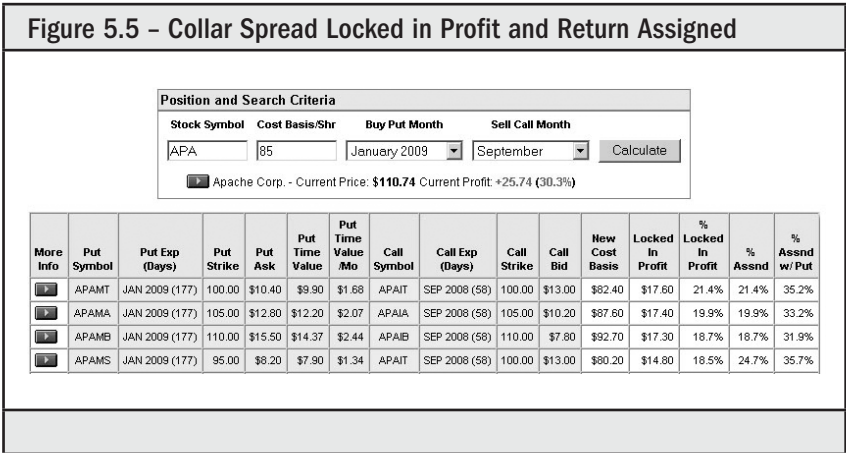 Figure 5.5 – Collar Spread Locked in Profit and Return Assigned
Position and Search Criteria
Stock Symbol Cost Basis/Shr Buy Put Month Sell Call Month
APA 85 January 2009 September Calculate
Apache Corp. - Current Price: $110.74 Current Profit: +25.74 (30.3%)
More Info Put Symbol Put Exp (Days) Put Strike Put Ask Put Time Value Put Time Value /Mo Call Symbol Call Exp (Days) Call Strike Call Bid New Cost Basis Locked In Profit % Locked In Profit % Assnd % Assnd w/ Put
APAMT JAN 2009 (177) 100.00 $10.40 $9.90 $1.68 APAIT SEP 2008 (58) 100.00 $13.00 $82.40 $17.60 21.4% 21.4% 35.2%
APAMA JAN 2009 (177) 105.00 $12.80 $12.20 $2.07 APAIA SEP 2008 (58) 105.00 $10.20 $87.60 $17.40 19.9% 19.9% 33.2%
APAMB JAN 2009 (177) 110.00 $15.50 $14.37 $2.44 APAIB SEP 2008 (58) 110.00 $7.80 $92.70 $17.30 18.7% 18.7% 31.9%
APAMS JAN 2009 (177) 95.00 $8.20 $7.90 $1.34 APAIT SEP 2008 (58) 100.00 $13.00 $80.20 $14.80 18.5% 24.7% 35.7%